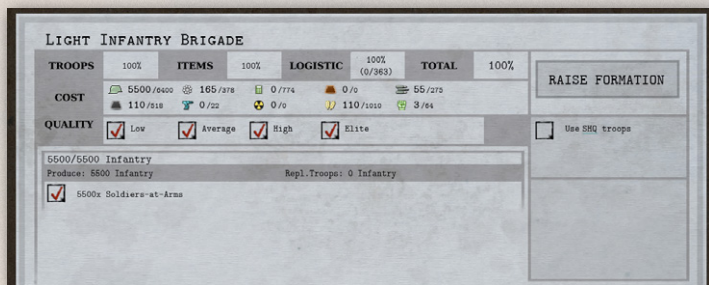 Light Infantry Brigade
TROOPS 100% ITEMS 100% LOGISTIC 100% (0/363) TOTAL 100%
RAISE FORMATION
COST 5500/6400 165/378 0/774 0/0 55/275
110/518 0/22 0/0 110/1010 3/64
QUALITY Low Average High Elite
Use SHQ troops
5500/5500 Infantry
Produce: 5500 Infantry Repl.Troops: 0 Infantry
5500x Soldiers-at-Arms